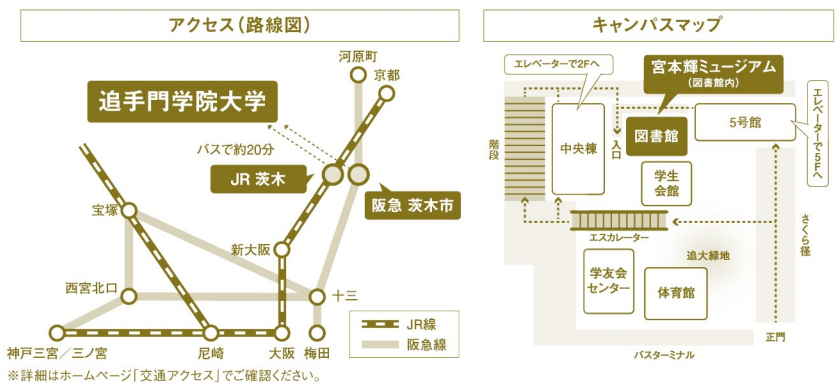 アクセス（路線図）
河原町
京都
追手門学院大学
バスで約20分
JR 茨木
阪急 茨木市
宝塚
新大阪
西宮北口
十三
神戸三宮／三ノ宮
尼崎
大阪
梅田
JR線
阪急線
※詳細はホームページ「交通アクセス」でご確認ください。
キャンパスマップ
エレベーターで2Fへ
宮本輝ミュージアム
（図書館内）
階段
中央棟
入口
図書館
5号館
エレベーターで5Fへ
学生
会館
エスカレーター
さくら径
追大緑地
学友会
センター
体育館
正門
バスターミナル